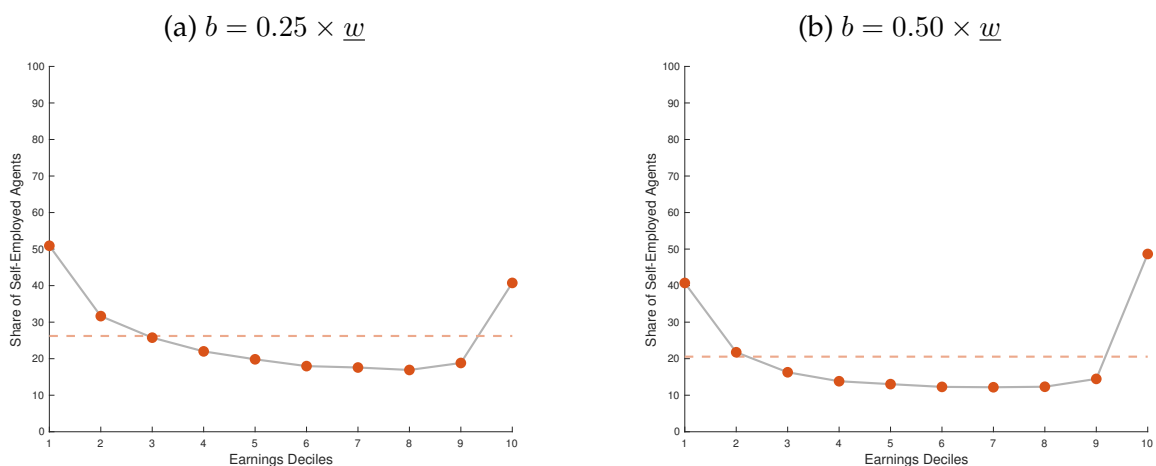 (a) b = 0.25 × w̲
100
90
80
70
60
50
40
30
20
10
0
Share of Self-Employed Agents
1 2 3 4 5 6 7 8 9 10
Earnings Deciles
(b) b = 0.50 × w̲
100
90
80
70
60
50
40
30
20
10
0
Share of Self-Employed Agents
1 2 3 4 5 6 7 8 9 10
Earnings Deciles